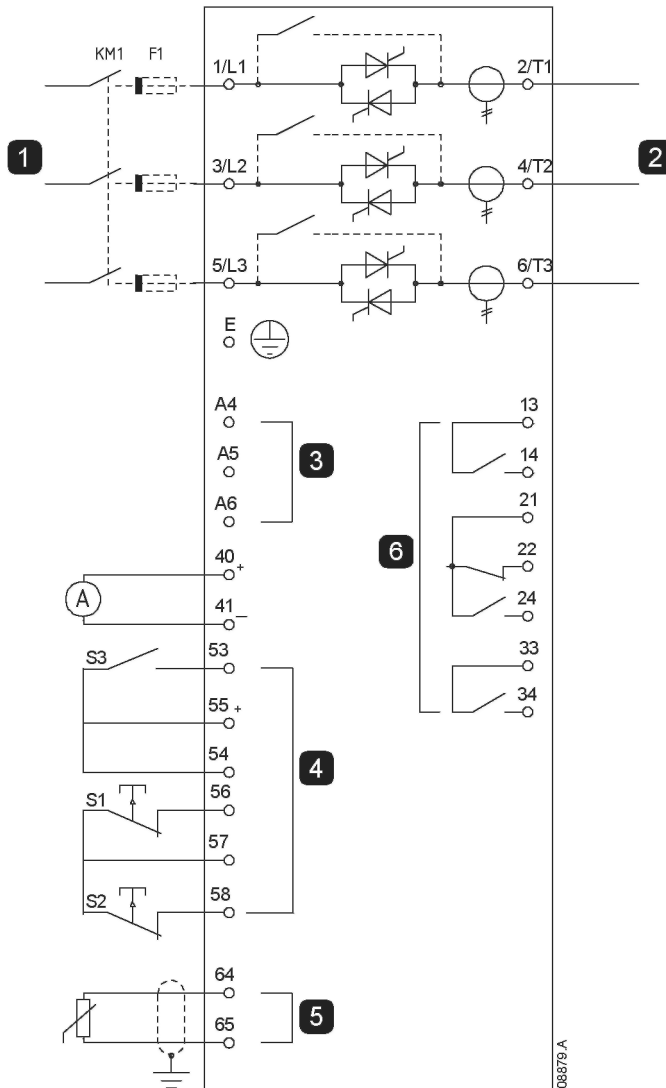 KM1 F1
1/L1 2/T1
1 3/L2 4/T2 2
5/L3 6/T3
E
A4 13
A5 3 14
A6 21
40 + 6 22
A
41 – 24
S3 53 33
55 + 34
54 4
S1 56
57
S2 58
64
5
65
08879.A